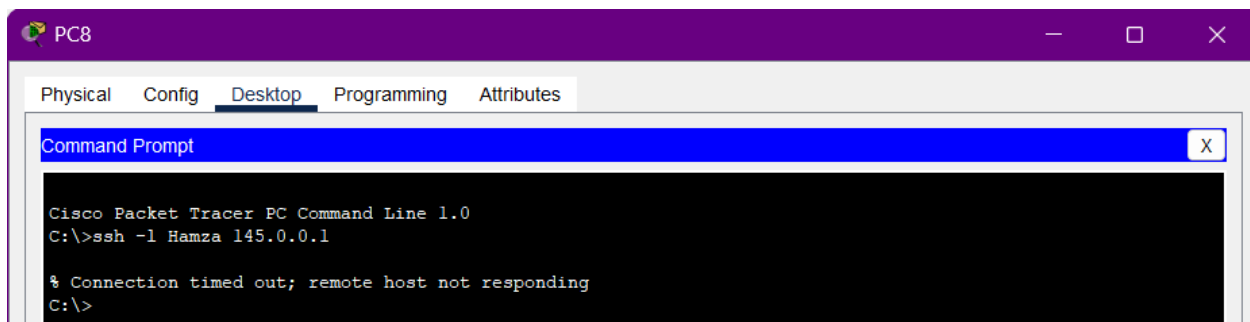 PC8
Physical Config Desktop Programming Attributes
Command Prompt
X
Cisco Packet Tracer PC Command Line 1.0
C:\>ssh -l Hamza 145.0.0.1
% Connection timed out; remote host not responding
C:\>